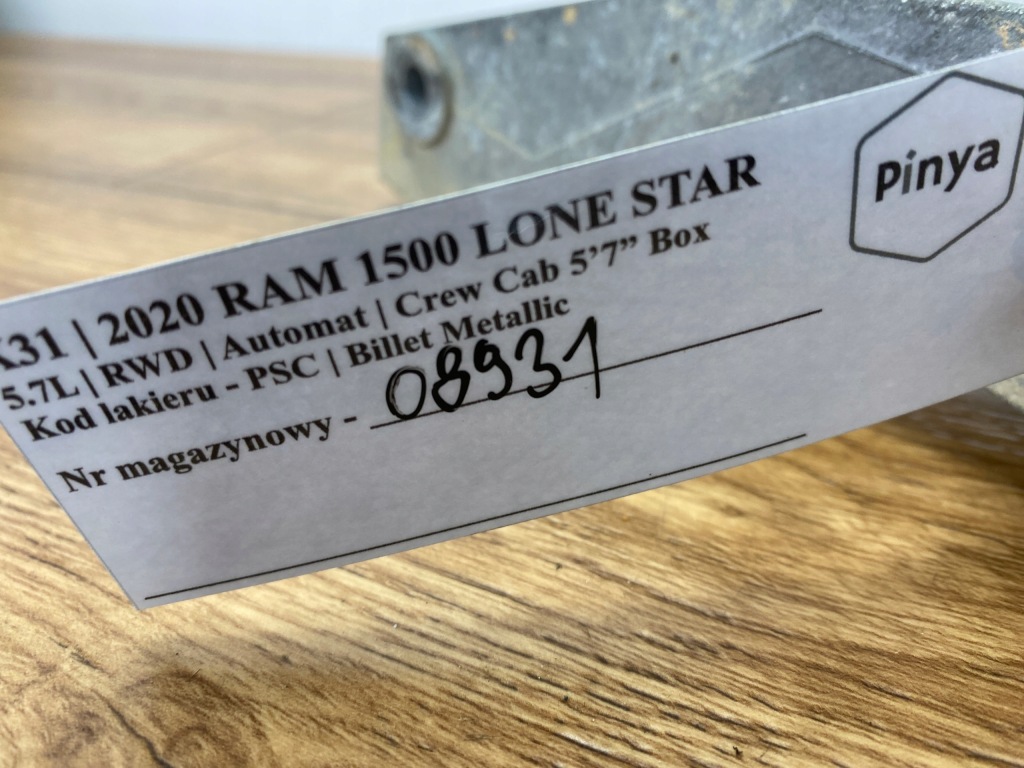 31 | 2020 RAM 1500 LONE STAR
5.7L | RWD | Automat | Crew Cab 5'7” Box
Kod lakieru - PSC | Billet Metallic
Nr magazynowy - 08931
Pinya